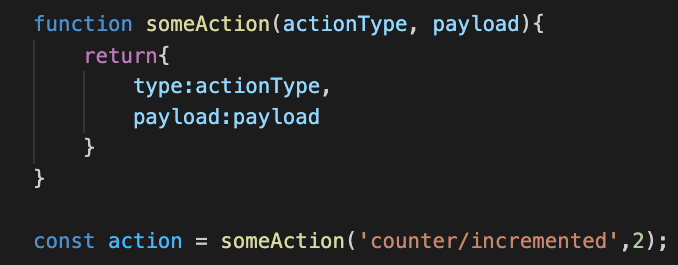 function someAction(actionType, payload){
    return{
        type:actionType,
        payload:payload
    }
}

const action = someAction('counter/incremented',2);